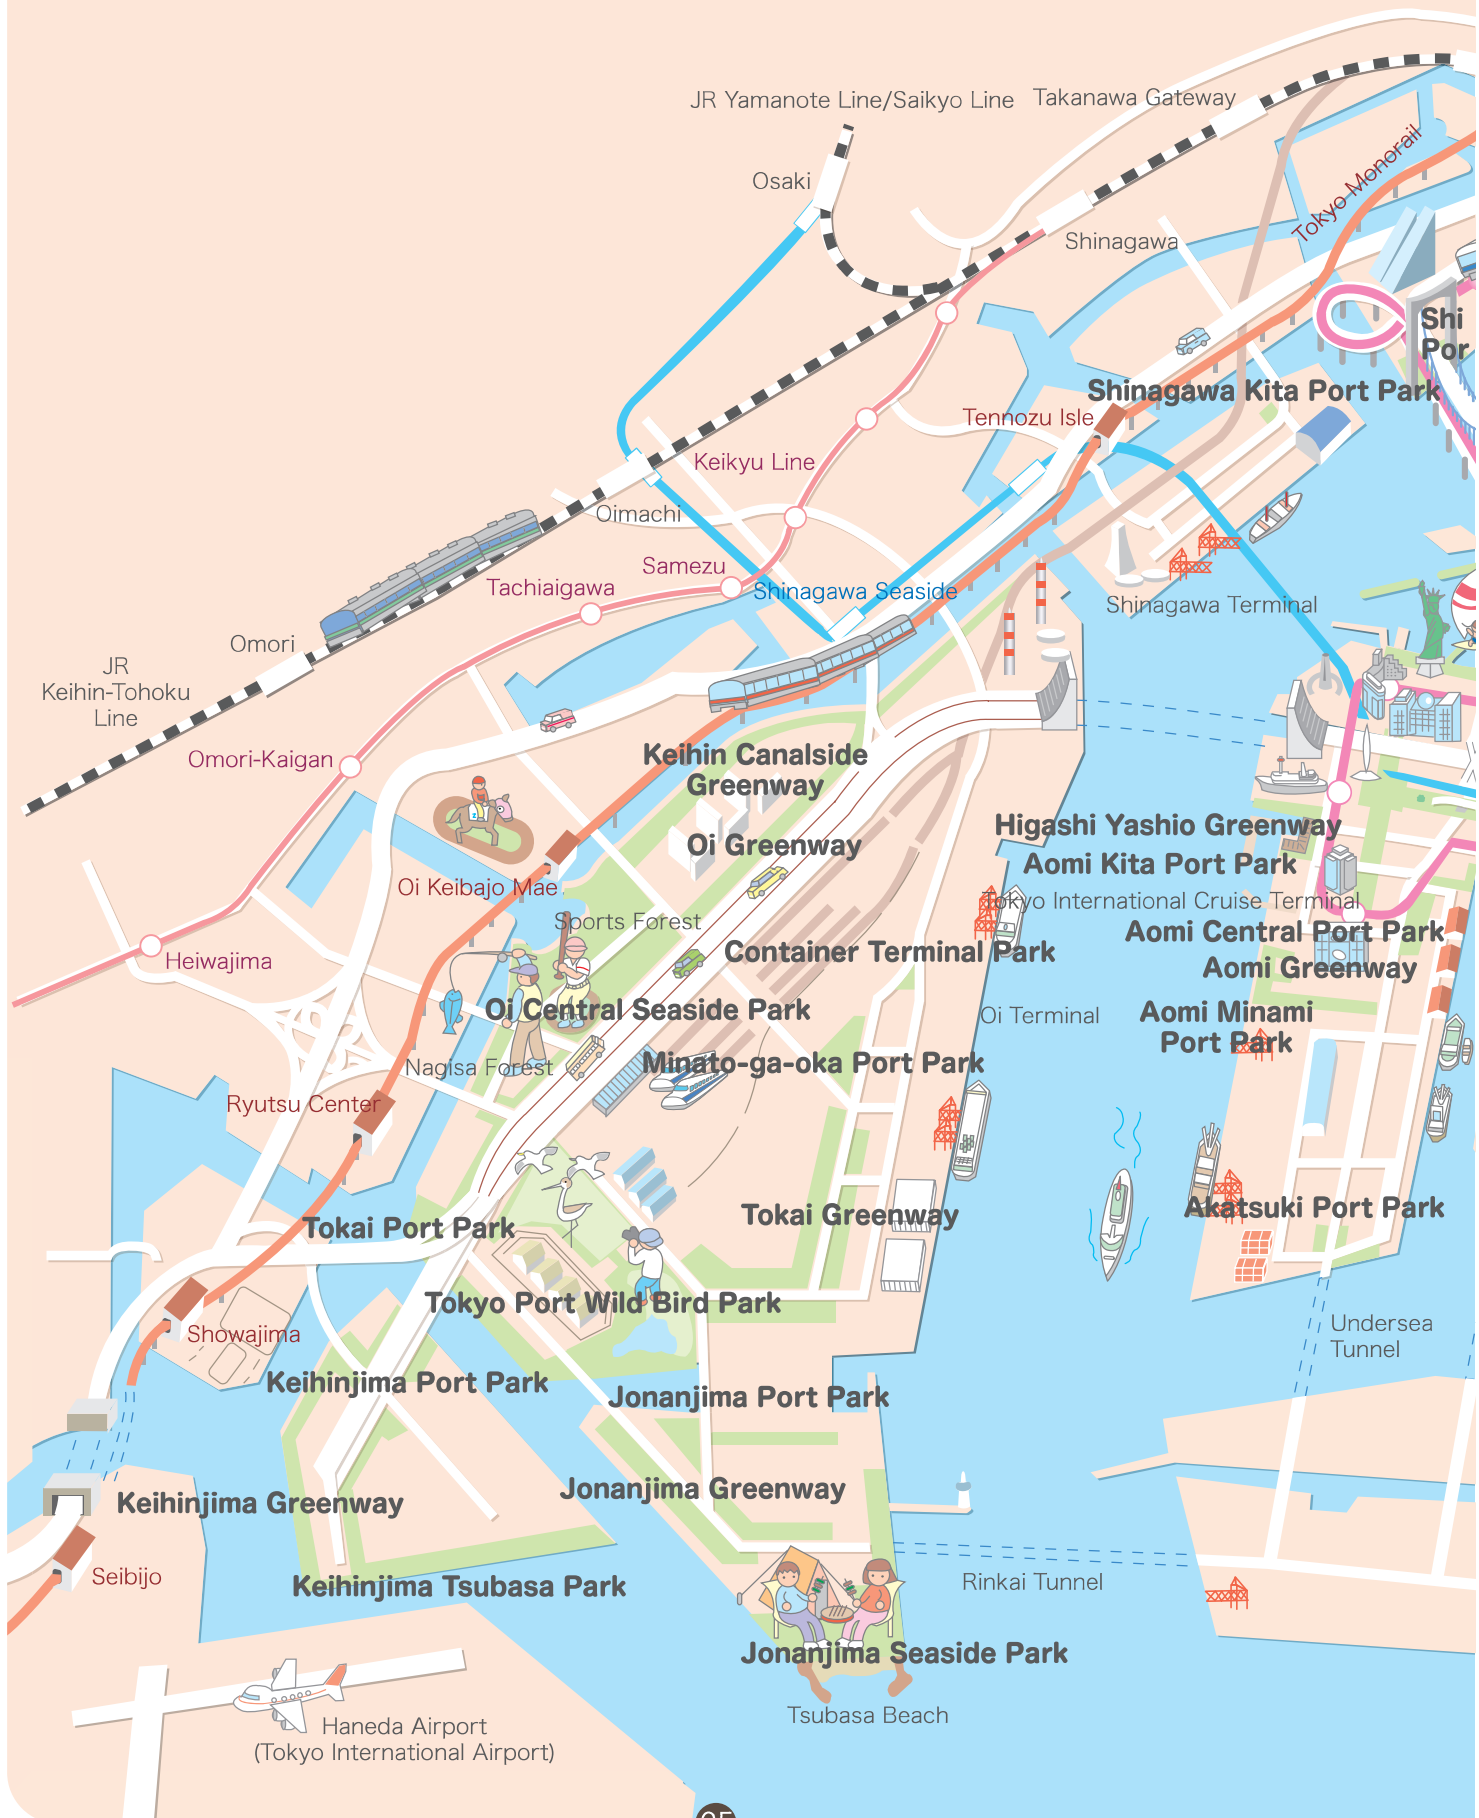 JR Yamanote Line/Saikyo Line
Takanawa Gateway
Tokyo Monorail
Osaki
Shinagawa
Shi
Por
Shinagawa Kita Port Park
Tennozu Isle
Keikyu Line
Oimachi
Samezu
Tachiaigawa
Shinagawa Seaside
Shinagawa Terminal
Omori
JR
Keihin-Tohoku
Line
Omori-Kaigan
Keihin Canalside
Greenway
Oi Greenway
Higashi Yashio Greenway
Aomi Kita Port Park
Tokyo International Cruise Terminal
Oi Keibajo Mae
Sports Forest
Aomi Central Port Park
Container Terminal Park
Heiwajima
Aomi Greenway
Oi Central Seaside Park
Oi Terminal
Aomi Minami
Port Park
Nagisa Forest
Minato-ga-oka Port Park
Ryutsu Center
Tokai Port Park
Tokai Greenway
Akatsuki Port Park
Tokyo Port Wild Bird Park
Showajima
Undersea
Tunnel
Keihinjima Port Park
Jonanjima Port Park
Jonanjima Greenway
Keihinjima Greenway
Seibijo
Keihinjima Tsubasa Park
Rinkai Tunnel
Jonanjima Seaside Park
Tsubasa Beach
Haneda Airport
(Tokyo International Airport)